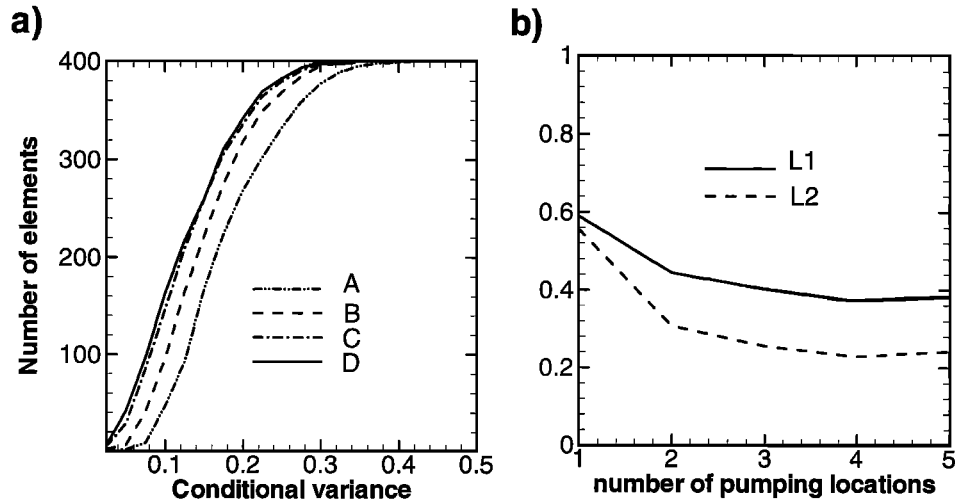 a)
400
300
200
100
0.1 0.2 0.3 0.4 0.5
Number of elements
Conditional variance
A
B
C
D
b)
1
0.8
0.6
0.4
0.2
0
1 2 3 4 5
number of pumping locations
L1
L2